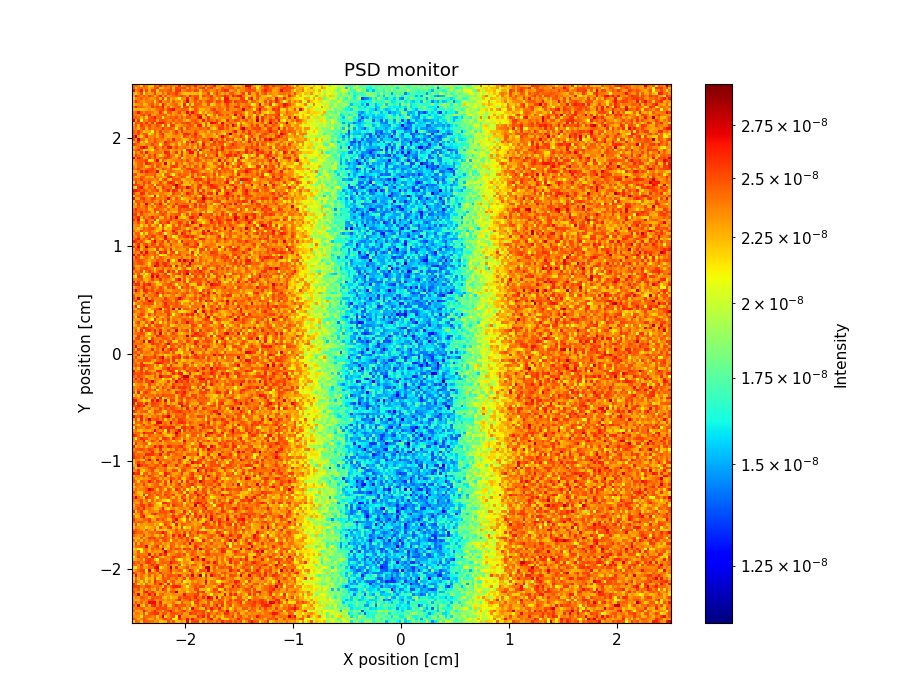 PSD monitor
2
1
0
−1
−2
Y position [cm]
−2 −1 0 1 2
X position [cm]
2.75 × 10⁻⁸
2.5 × 10⁻⁸
2.25 × 10⁻⁸
2 × 10⁻⁸
1.75 × 10⁻⁸
1.5 × 10⁻⁸
1.25 × 10⁻⁸
Intensity